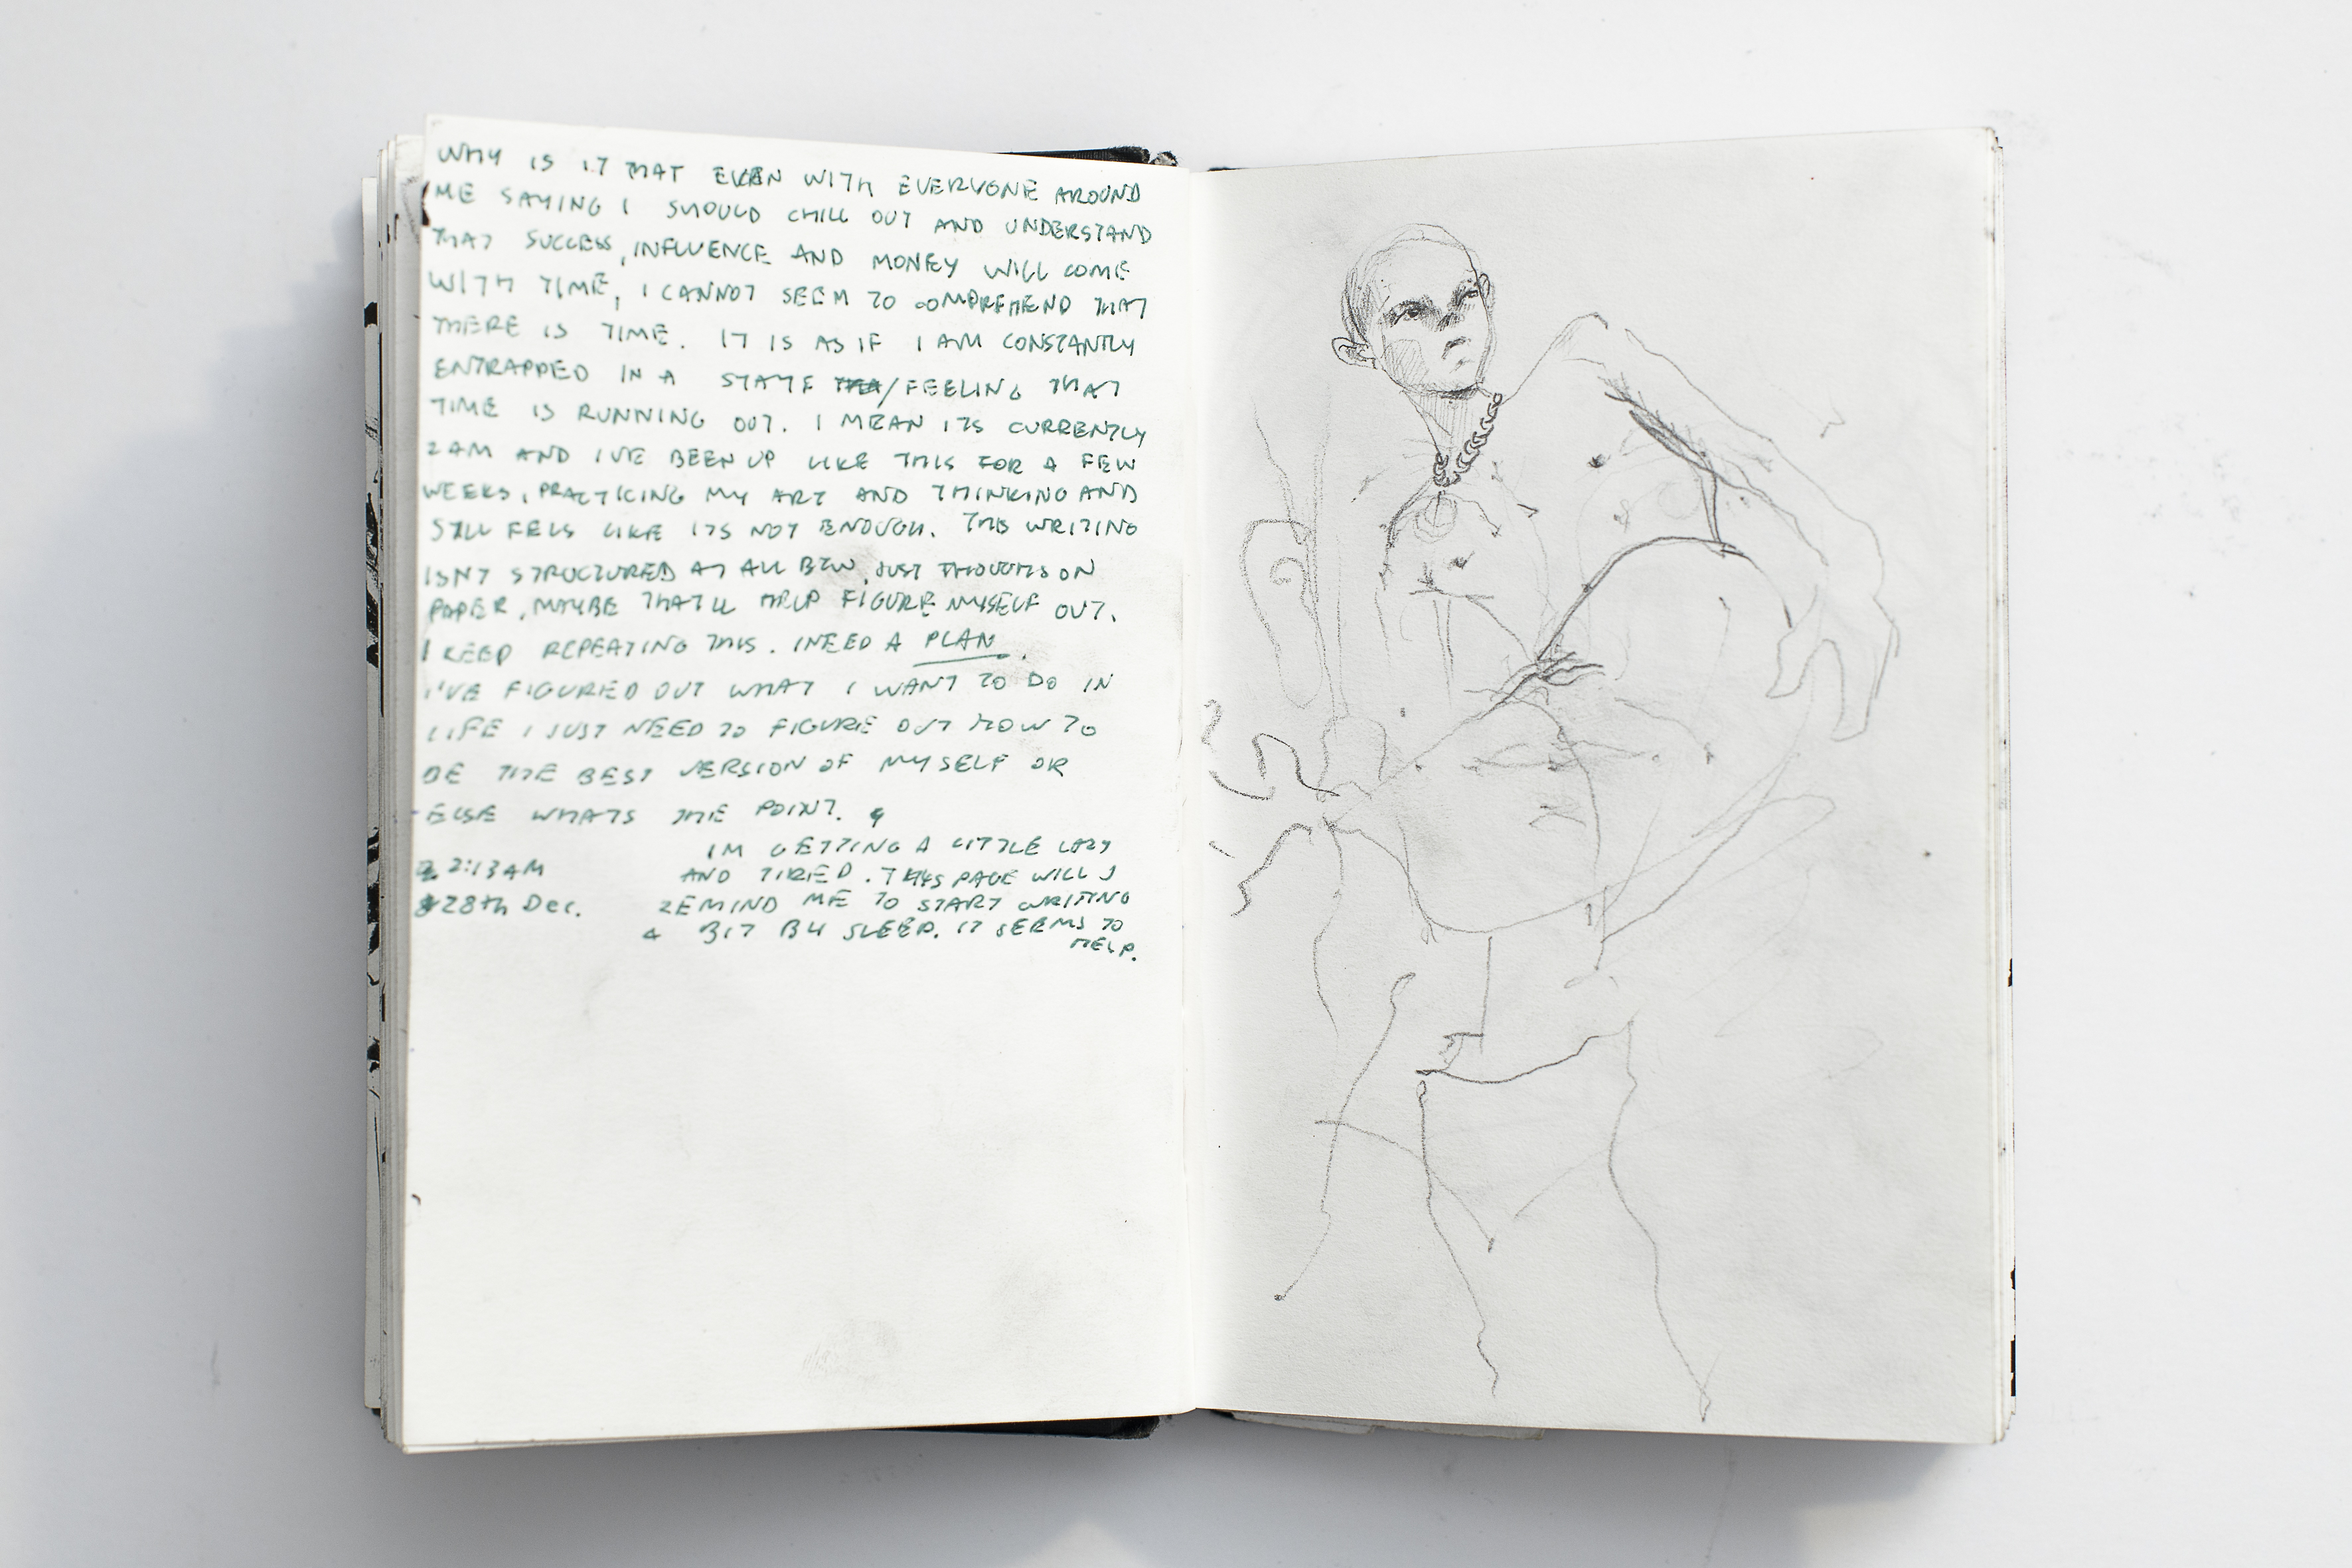 WHY IS IT THAT EVEN WITH EVERYONE AROUND
ME SAYING I SHOULD CHILL OUT AND UNDERSTAND
THAT SUCCESS, INFLUENCE AND MONEY WILL COME
WITH TIME, I CANNOT SEEM TO COMPREHEND THAT
THERE IS TIME. IT IS AS IF I AM CONSTANTLY
ENTRAPPED IN A STATE /FEELING THAT
TIME IS RUNNING OUT. I MEAN ITS CURRENTLY
2AM AND I'VE BEEN UP LIKE THIS FOR A FEW
WEEKS, PRACTICING MY ART AND THINKING AND
STILL FEELS LIKE ITS NOT ENOUGH. THIS WRITING
ISNT STRUCTURED AT ALL BTW, JUST THOUGHTS ON
PAPER, MAYBE THAT'LL HELP FIGURE MYSELF OUT.
I KEEP REPEATING THIS. I NEED A PLAN.
I'VE FIGURED OUT WHAT I WANT TO DO IN
LIFE I JUST NEED TO FIGURE OUT HOW TO
BE THE BEST VERSION OF MYSELF OR
ELSE WHATS THE POINT.
IM GETTING A LITTLE LAZY
AND TIRED. THIS PAGE WILL
REMIND ME TO START WRITING
A BIT B4 SLEEP. IT SEEMS TO
HELP.
2:13AM
28th Dec.